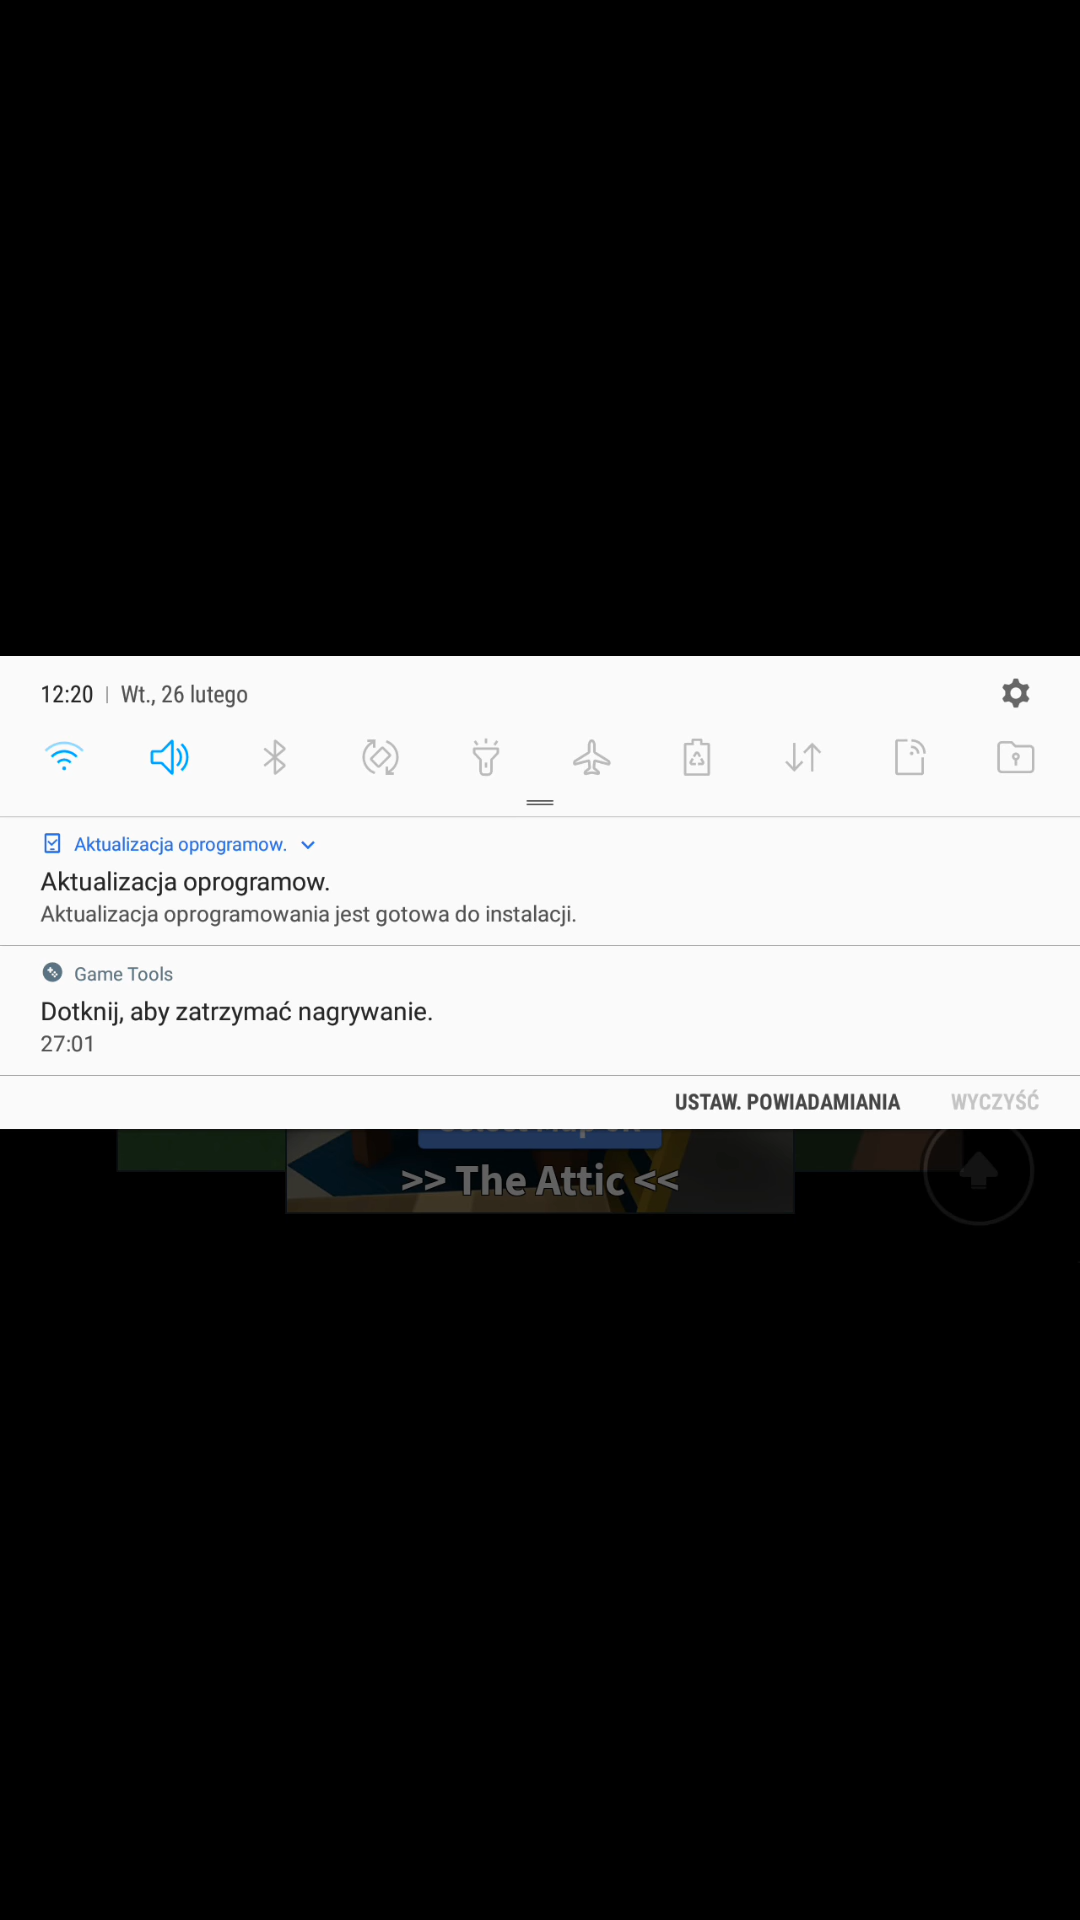 12:20 | Wt., 26 lutego
Aktualizacja oprogramow.
Aktualizacja oprogramow.
Aktualizacja oprogramowania jest gotowa do instalacji.
Game Tools
Dotknij, aby zatrzymać nagrywanie.
27:01
USTAW. POWIADAMIANIA WYCZYŚĆ
>> The Attic <<